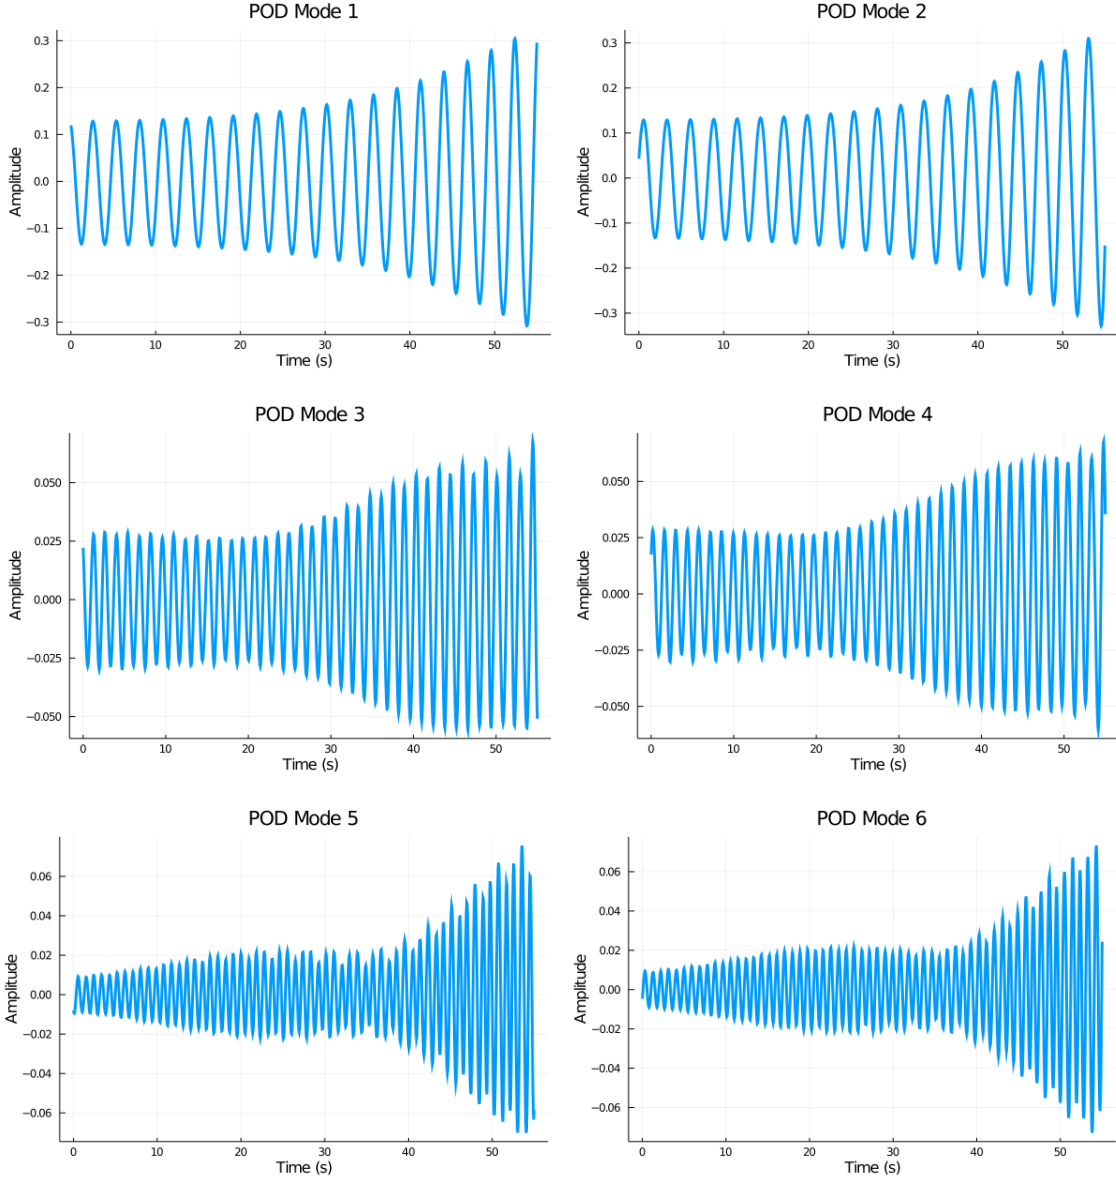 POD Mode 1
0.3
0.2
0.1
0.0
−0.1
−0.2
−0.3
Amplitude
0 10 20 30 40 50
Time (s)
POD Mode 2
0.3
0.2
0.1
0.0
−0.1
−0.2
−0.3
Amplitude
0 10 20 30 40 50
Time (s)
POD Mode 3
0.050
0.025
0.000
−0.025
−0.050
Amplitude
0 10 20 30 40 50
Time (s)
POD Mode 4
0.050
0.025
0.000
−0.025
−0.050
Amplitude
0 10 20 30 40 50
Time (s)
POD Mode 5
0.06
0.04
0.02
0.00
−0.02
−0.04
−0.06
Amplitude
0 10 20 30 40 50
Time (s)
POD Mode 6
0.06
0.04
0.02
0.00
−0.02
−0.04
−0.06
Amplitude
0 10 20 30 40 50
Time (s)